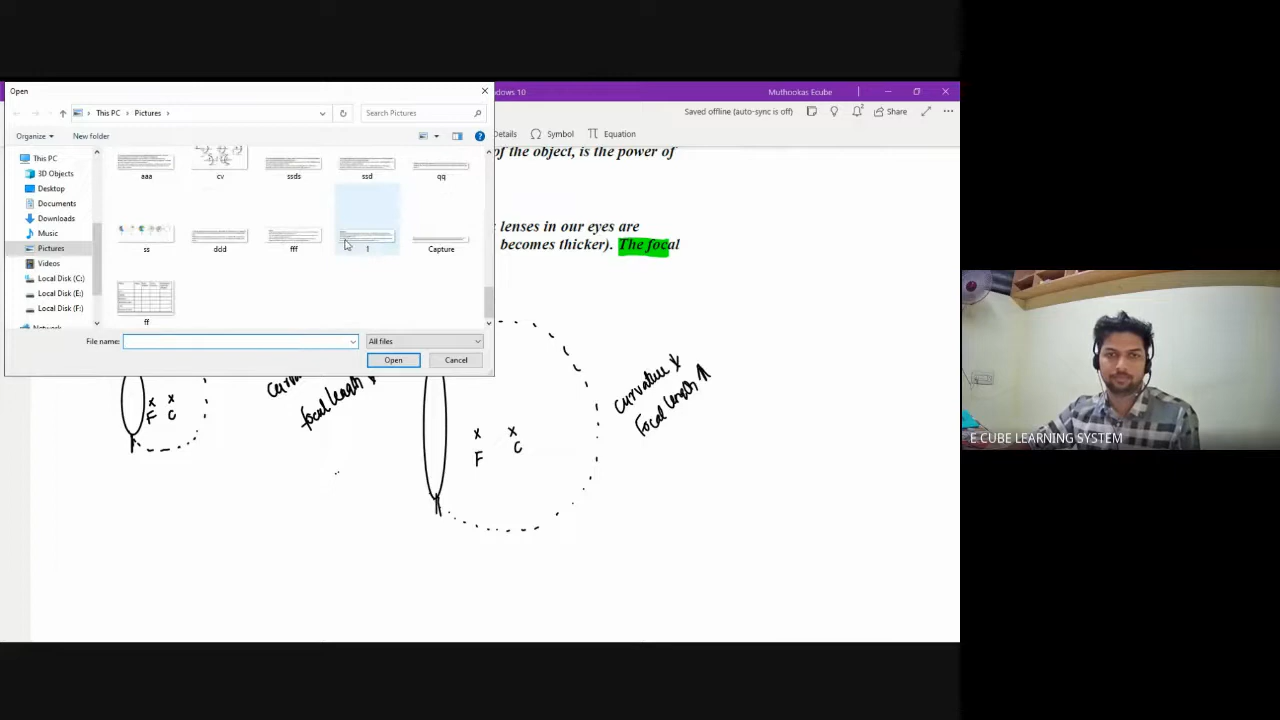 Open
ndows 10
Muthookas Ecube
This PC
Pictures
Search Pictures
Saved offline (auto-sync is off)
Share
Organize
New folder
Details
Symbol
Equation
of the object, is the power of
This PC
3D Objects
Desktop
Documents
Downloads
Music
Pictures
Videos
Local Disk (C:)
Local Disk (E:)
Local Disk (F:)
aaa
cv
ssds
ssd
qq
ss
ddd
fff
1
Capture
ff
lenses in our eyes are
becomes thicker). The focal
File name:
All files
Open
Cancel
focal length
x x
F C
x x
F C
curvature
Focal length
E CUBE LEARNING SYSTEM